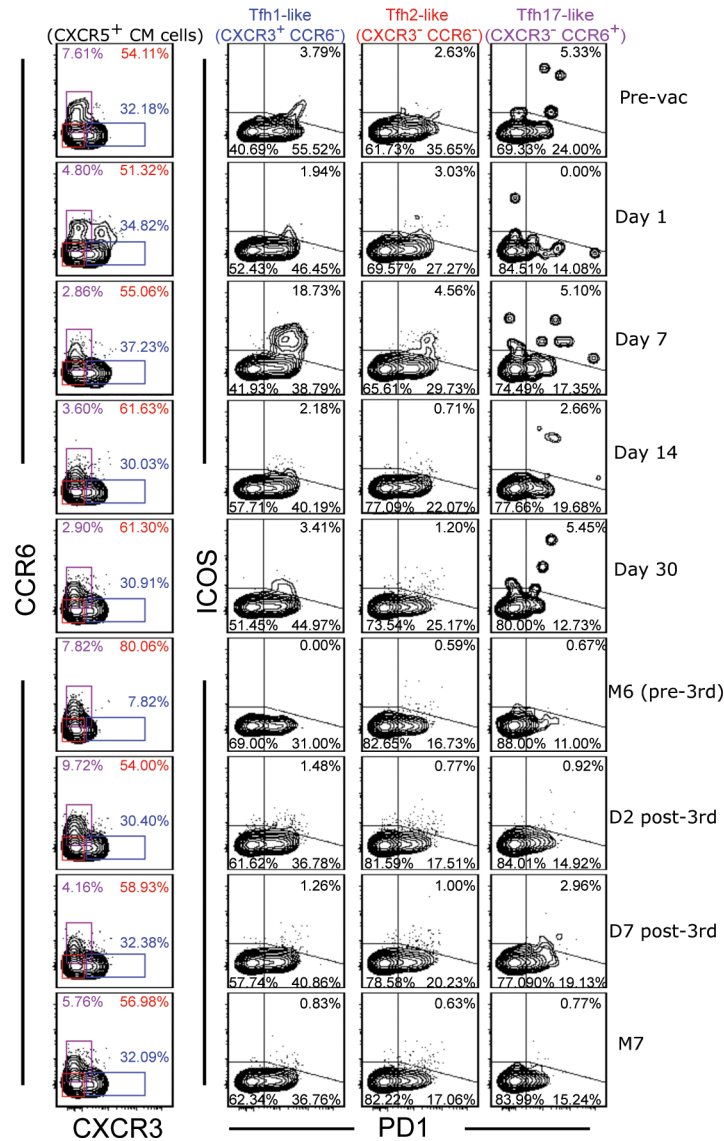 Tfh1-like Tfh2-like Tfh17-like
(CXCR5⁺ CM cells) (CXCR3⁺ CCR6⁻) (CXCR3⁻ CCR6⁻) (CXCR3⁻ CCR6⁺)
7.61% 54.11% 3.79% 2.63% 5.33%
32.18% Pre-vac
40.69% 55.52% 61.73% 35.65% 69.33% 24.00%
4.80% 51.32% 1.94% 3.03% 0.00%
34.82% Day 1
52.43% 46.45% 69.57% 27.27% 84.51% 14.08%
2.86% 55.06% 18.73% 4.56% 5.10%
37.23% Day 7
41.93% 38.79% 65.61% 29.73% 74.49% 17.35%
3.60% 61.63% 2.18% 0.71% 2.66%
30.03% Day 14
57.71% 40.19% 77.09% 22.07% 77.66% 19.68%
2.90% 61.30% 3.41% 1.20% 5.45%
30.91% Day 30
51.45% 44.97% 73.54% 25.17% 80.00% 12.73%
CCR6 ICOS
7.82% 80.06% 0.00% 0.59% 0.67%
7.82% M6 (pre-3rd)
69.00% 31.00% 82.65% 16.73% 88.00% 11.00%
9.72% 54.00% 1.48% 0.77% 0.92%
30.40% D2 post-3rd
61.62% 36.78% 81.59% 17.51% 84.01% 14.92%
4.16% 58.93% 1.26% 1.00% 2.96%
32.38% D7 post-3rd
57.74% 40.86% 78.58% 20.23% 77.090% 19.13%
5.76% 56.98% 0.83% 0.63% 0.77%
32.09% M7
62.34% 36.76% 82.22% 17.06% 83.99% 15.24%
CXCR3 PD1